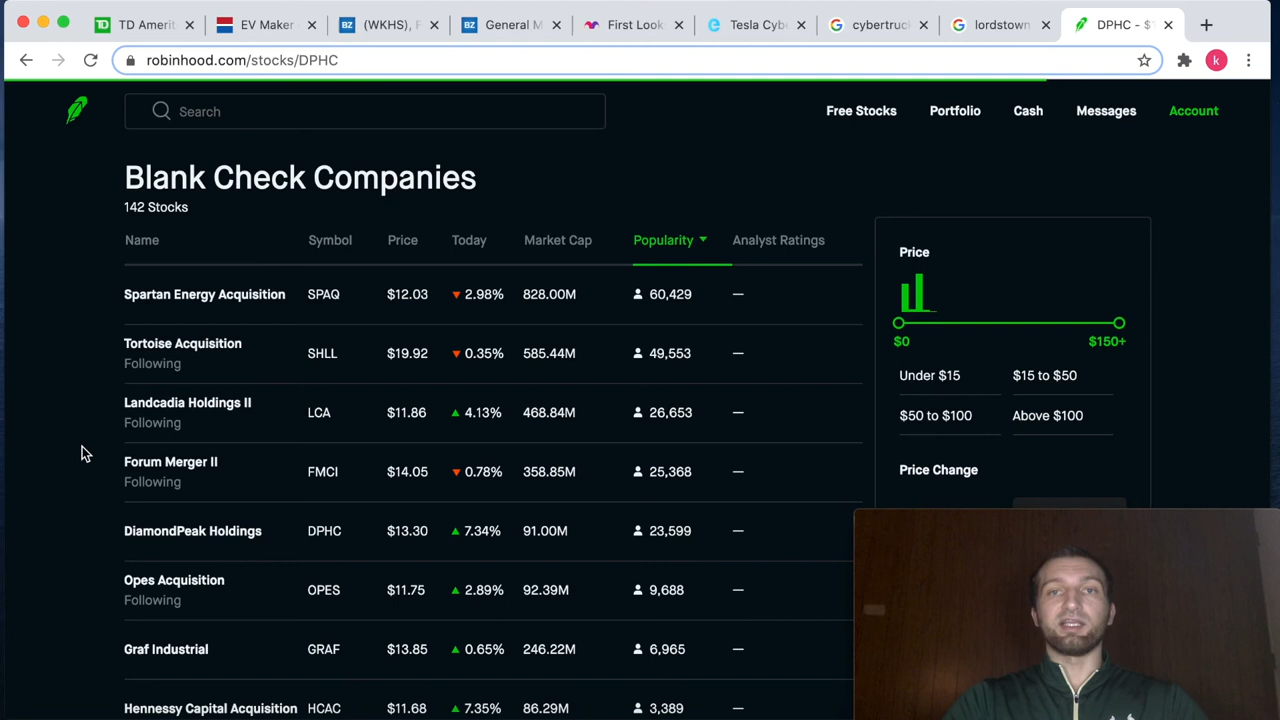 TD Amerit
EV Maker
(WKHS), F
General M
First Look
Tesla Cybe
cybertruck
lordstown
DPHC - $
robinhood.com/stocks/DPHC
k
Search
Free Stocks Portfolio Cash Messages Account
Blank Check Companies
142 Stocks
Name Symbol Price Today Market Cap Popularity Analyst Ratings
Spartan Energy Acquisition SPAQ $12.03 2.98% 828.00M 60,429 —
Tortoise Acquisition SHLL $19.92 0.35% 585.44M 49,553 —
Following
Landcadia Holdings II LCA $11.86 4.13% 468.84M 26,653 —
Following
Forum Merger II FMCI $14.05 0.78% 358.85M 25,368 —
Following
DiamondPeak Holdings DPHC $13.30 7.34% 91.00M 23,599 —
Opes Acquisition OPES $11.75 2.89% 92.39M 9,688 —
Following
Graf Industrial GRAF $13.85 0.65% 246.22M 6,965 —
Hennessy Capital Acquisition HCAC $11.68 7.35% 86.29M 3,389 —
Price
$0 $150+
Under $15 $15 to $50
$50 to $100 Above $100
Price Change